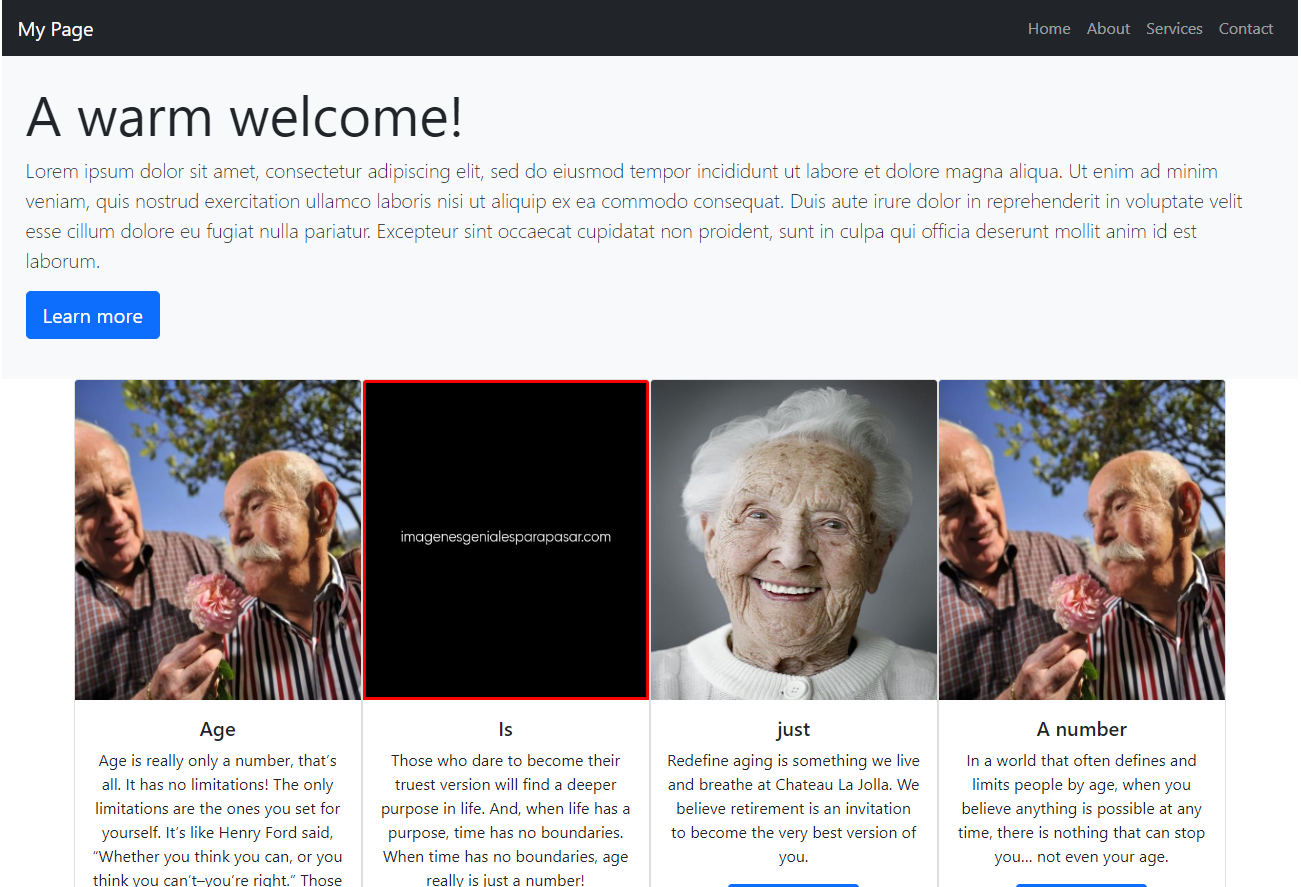 My Page
Home About Services Contact
A warm welcome!
Lorem ipsum dolor sit amet, consectetur adipiscing elit, sed do eiusmod tempor incididunt ut labore et dolore magna aliqua. Ut enim ad minim
veniam, quis nostrud exercitation ullamco laboris nisi ut aliquip ex ea commodo consequat. Duis aute irure dolor in reprehenderit in voluptate velit
esse cillum dolore eu fugiat nulla pariatur. Excepteur sint occaecat cupidatat non proident, sunt in culpa qui officia deserunt mollit anim id est
laborum.
Learn more
imagenesgenialesparapasar.com
Age
Age is really only a number, that’s
all. It has no limitations! The only
limitations are the ones you set for
yourself. It’s like Henry Ford said,
“Whether you think you can, or you
think you can’t–you’re right.” Those
Is
Those who dare to become their
truest version will find a deeper
purpose in life. And, when life has a
purpose, time has no boundaries.
When time has no boundaries, age
really is just a number!
just
Redefine aging is something we live
and breathe at Chateau La Jolla. We
believe retirement is an invitation
to become the very best version of
you.
A number
In a world that often defines and
limits people by age, when you
believe anything is possible at any
time, there is nothing that can stop
you... not even your age.